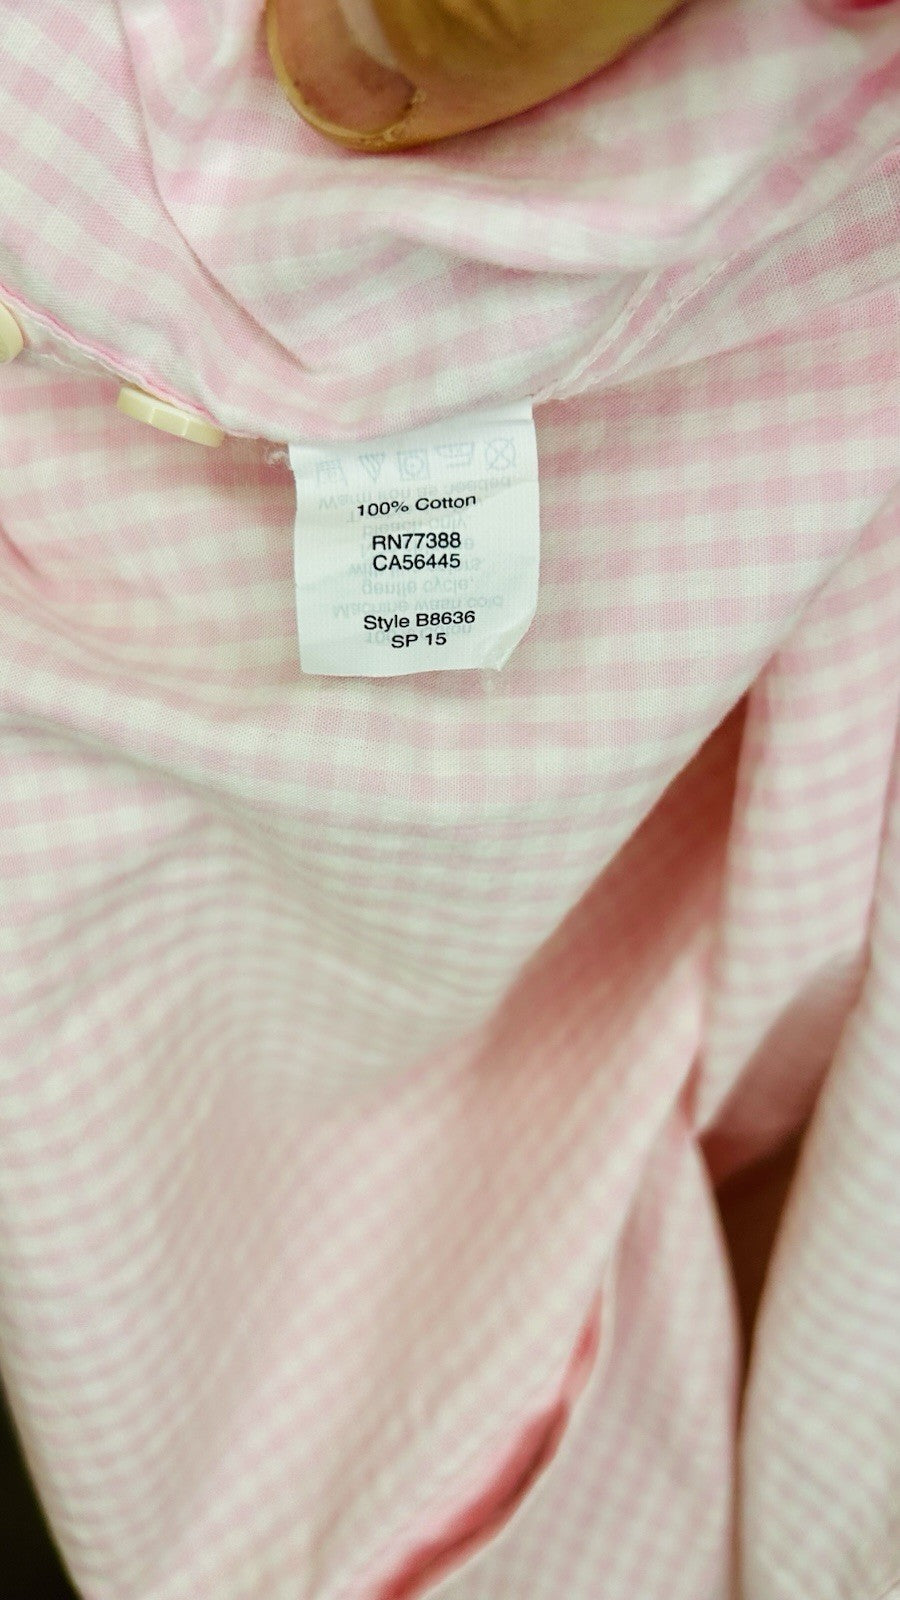 100% Cotton
RN77388
CA56445
Style B8636
SP 15